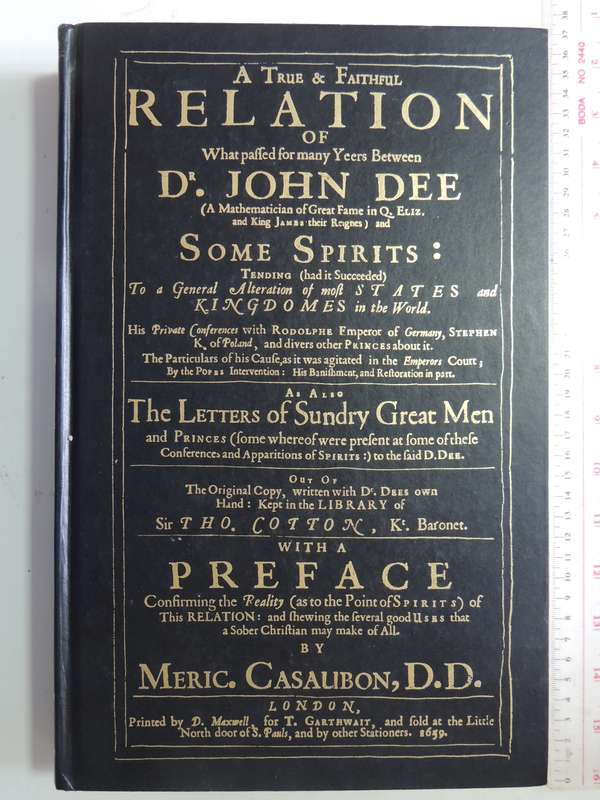 A True & Faithful
RELATION
OF
What paſſed for many Yeers Between
Dʳ. JOHN DEE
(A Mathematician of Great Fame in Q. Eliz.
and King James their Reignes) and
Some Spirits:
Tending (had it Succeeded)
To a General Alteration of moſt STATES and
KINGDOMES in the World.
His Private Conferences with Rodolphe Emperor of Germany, Stephen
K. of Poland, and divers other Princes about it.
The Particulars of his Cauſe, as it was agitated in the Emperors Court;
By the Popes Intervention: His Baniſhment, and Reſtoration in part.
As Also
The Letters of Sundry Great Men
and Princes (ſome whereof were preſent at ſome of theſe
Conferences and Apparitions of Spirits:) to the ſaid D. Dee.
Out Of
The Original Copy, written with Dʳ. Dees own
Hand: Kept in the LIBRARY of
Sir THO. COTTON, Kᵗ. Baronet.
WITH A
PREFACE
Confirming the Reality (as to the Point of Spirits) of
This RELATION: and ſhewing the ſeveral good Uses that
a Sober Chriſtian may make of All.
BY
Meric. Casaubon, D.D.
LONDON,
Printed by D. Maxwell, for T. Garthwait, and ſold at the Little
North door of S. Pauls, and by other Stationers. 1659.
BODA NO 2440